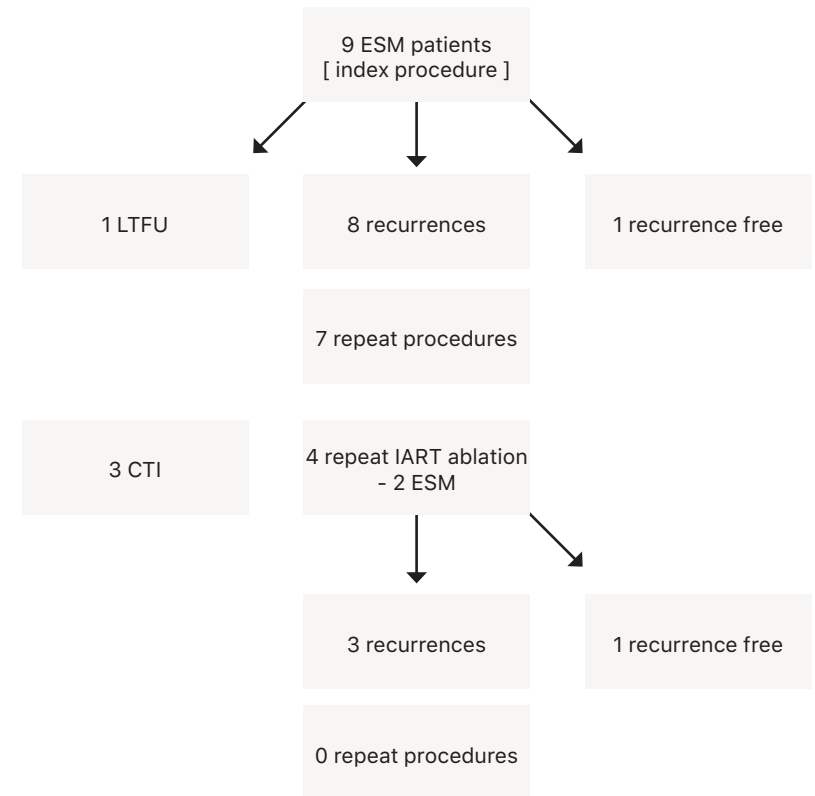 9 ESM patients
[ index procedure ]
1 LTFU
8 recurrences
1 recurrence free
7 repeat procedures
3 CTI
4 repeat IART ablation
- 2 ESM
3 recurrences
1 recurrence free
0 repeat procedures